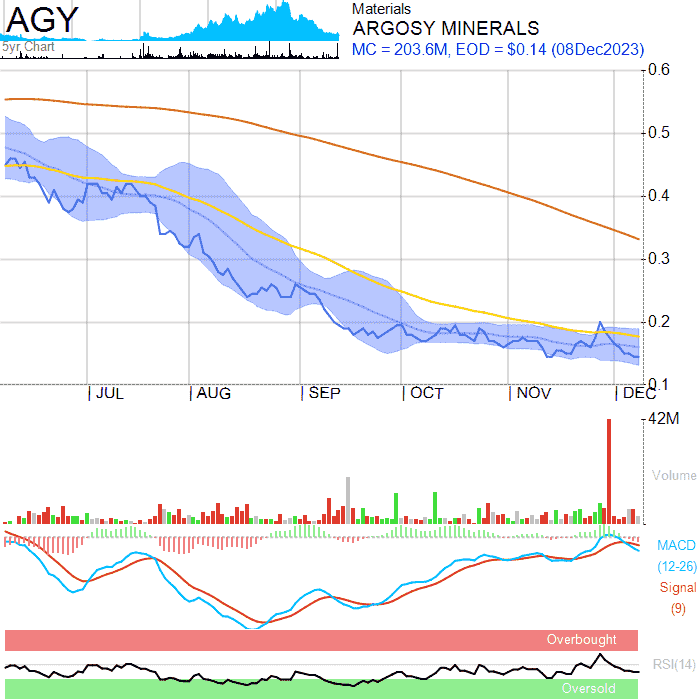 AGY
5yr Chart
Materials
ARGOSY MINERALS
MC = 203.6M, EOD = $0.14 (08Dec2023)
0.6
0.5
0.4
0.3
0.2
0.1
JUL AUG SEP OCT NOV DEC
42M
Volume
MACD
(12-26)
Signal
(9)
Overbought
RSI(14)
Oversold